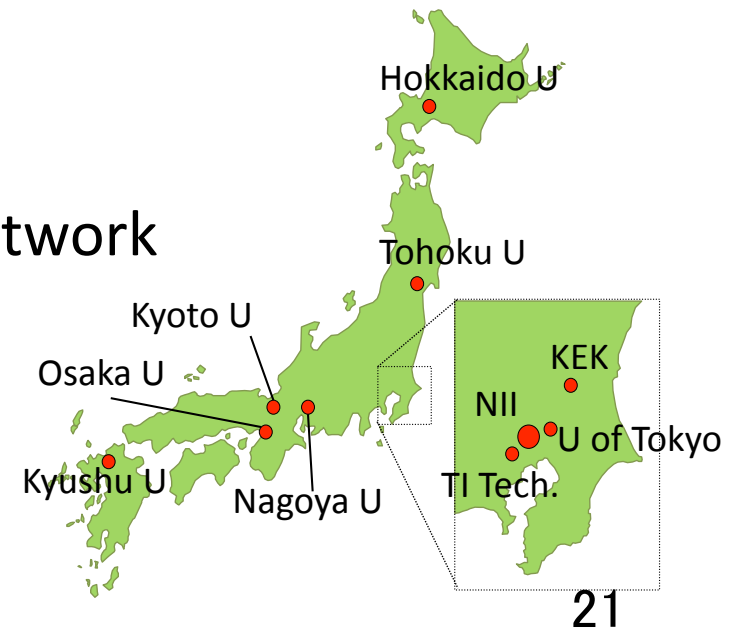 Hokkaido U
twork
Tohoku U
Kyoto U
Osaka U
KEK
NII
U of Tokyo
Kyushu U
Nagoya U
TI Tech.
21